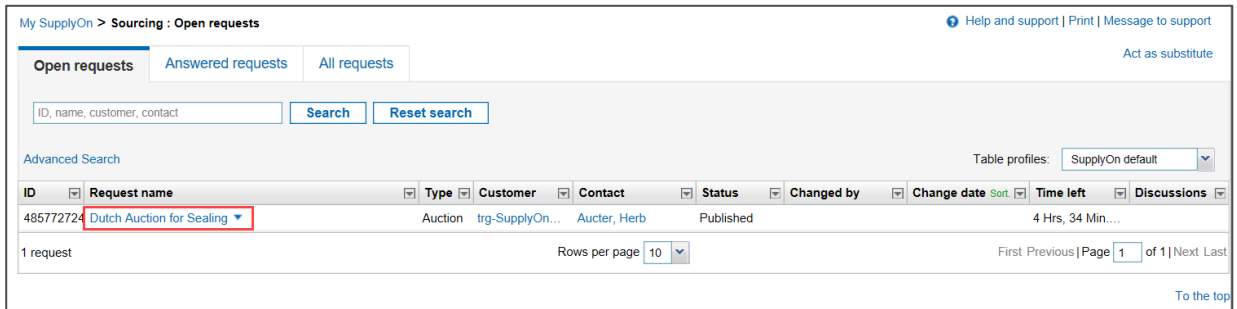 My SupplyOn > Sourcing : Open requests
Help and support | Print | Message to support
Act as substitute
Open requests Answered requests All requests
ID, name, customer, contact Search Reset search
Advanced Search Table profiles: SupplyOn default
ID Request name Type Customer Contact Status Changed by Change date Sort. Time left Discussions
485772724 Dutch Auction for Sealing Auction trg-SupplyOn... Aucter, Herb Published 4 Hrs, 34 Min....
1 request Rows per page 10 First Previous | Page 1 of 1 | Next Last
To the top